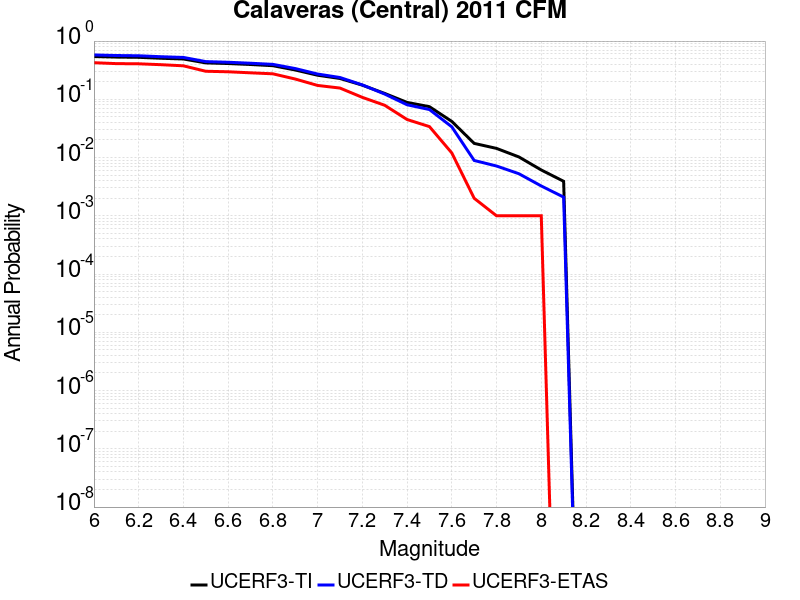 Calaveras (Central) 2011 CFM
10^0
10^-1
10^-2
10^-3
10^-4
10^-5
10^-6
10^-7
10^-8
Annual Probability
6 6.2 6.4 6.6 6.8 7 7.2 7.4 7.6 7.8 8 8.2 8.4 8.6 8.8 9
Magnitude
UCERF3-TI UCERF3-TD UCERF3-ETAS